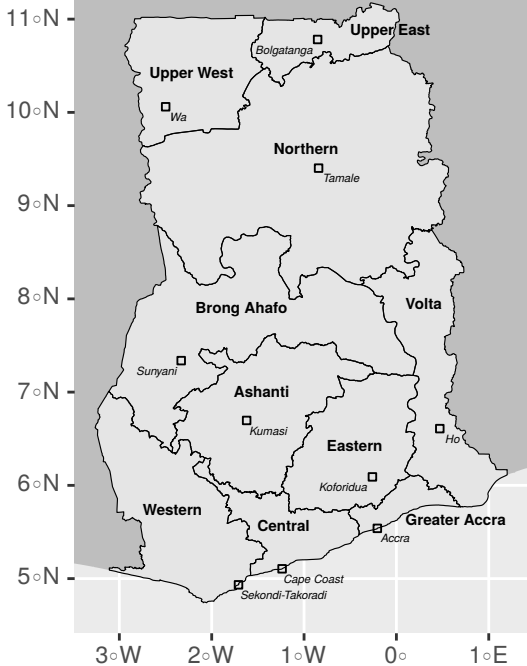 11◦N
Upper East
Bolgatanga
Upper West
10◦N
Wa
Northern
Tamale
9◦N
8◦N
Brong Ahafo
Volta
Sunyani
7◦N
Ashanti
Kumasi
Ho
Eastern
6◦N
Koforidua
Western
Central
Greater Accra
Accra
5◦N
Cape Coast
Sekondi-Takoradi
3◦W
2◦W
1◦W
0◦
1◦E